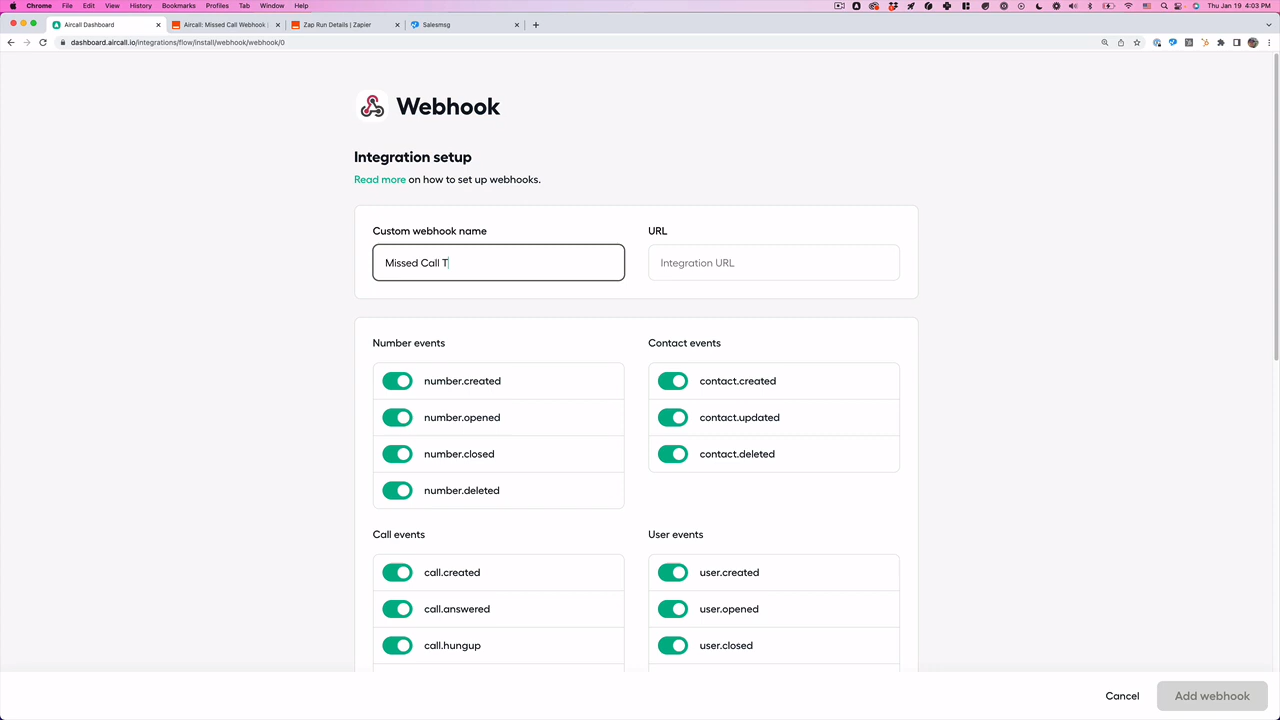 Chrome File Edit View History Bookmarks Profiles Tab Window Help Thu Jan 19 4:03 PM
Aircall Dashboard Aircall: Missed Call Webhook Zap Run Details | Zapier Salesmsg
dashboard.aircall.io/integrations/flow/install/webhook/webhook/0
Webhook
Integration setup
Read more on how to set up webhooks.
Custom webhook name URL
Missed Call T Integration URL
Number events Contact events
number.created contact.created
number.opened contact.updated
number.closed contact.deleted
number.deleted
Call events User events
call.created user.created
call.answered user.opened
call.hungup user.closed
Cancel Add webhook